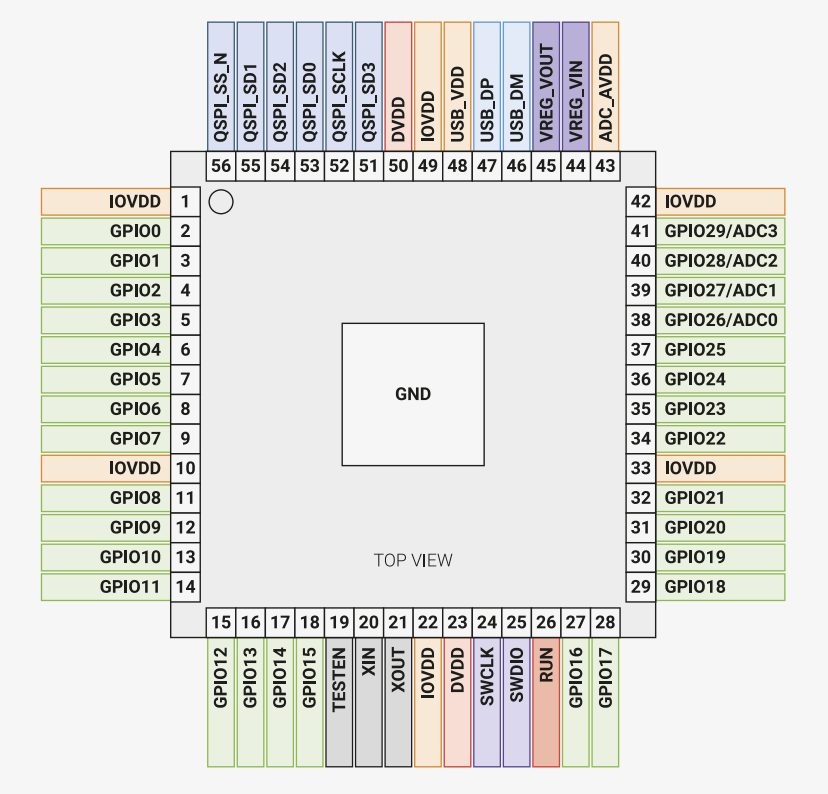 QSPI_SS_N QSPI_SD1 QSPI_SD2 QSPI_SD0 QSPI_SCLK QSPI_SD3 DVDD IOVDD USB_VDD USB_DP USB_DM VREG_VOUT VREG_VIN ADC_AVDD
56 55 54 53 52 51 50 49 48 47 46 45 44 43
IOVDD 1 42 IOVDD
GPIO0 2 41 GPIO29/ADC3
GPIO1 3 40 GPIO28/ADC2
GPIO2 4 39 GPIO27/ADC1
GPIO3 5 38 GPIO26/ADC0
GPIO4 6 37 GPIO25
GPIO5 7 36 GPIO24
GND
GPIO6 8 35 GPIO23
GPIO7 9 34 GPIO22
IOVDD 10 33 IOVDD
GPIO8 11 32 GPIO21
GPIO9 12 31 GPIO20
GPIO10 13 30 GPIO19
TOP VIEW
GPIO11 14 29 GPIO18
15 16 17 18 19 20 21 22 23 24 25 26 27 28
GPIO12 GPIO13 GPIO14 GPIO15 TESTEN XIN XOUT IOVDD DVDD SWCLK SWDIO RUN GPIO16 GPIO17